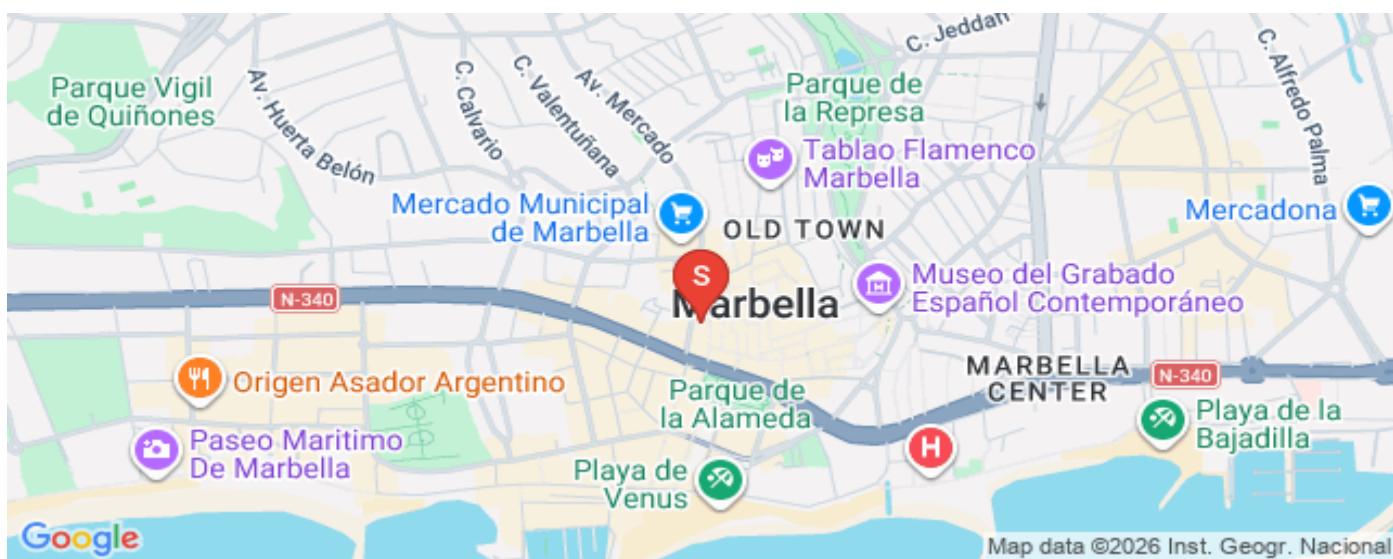 C. Jeddah
Parque Vigil
de Quiñones
Av. Huerta Belón
C. Calvario
C. Valentuñana
Av. Mercado
Parque de
la Represa
C. Alfredo Palma
Tablao Flamenco
Marbella
Mercado Municipal
de Marbella
OLD TOWN
Mercadona
S
Marbella
Museo del Grabado
Español Contemporáneo
N-340
Origen Asador Argentino
MARBELLA
CENTER
N-340
Parque de
la Alameda
Playa de la
Bajadilla
Paseo Maritimo
De Marbella
H
Playa de
Venus
Google
Map data ©2026 Inst. Geogr. Nacional